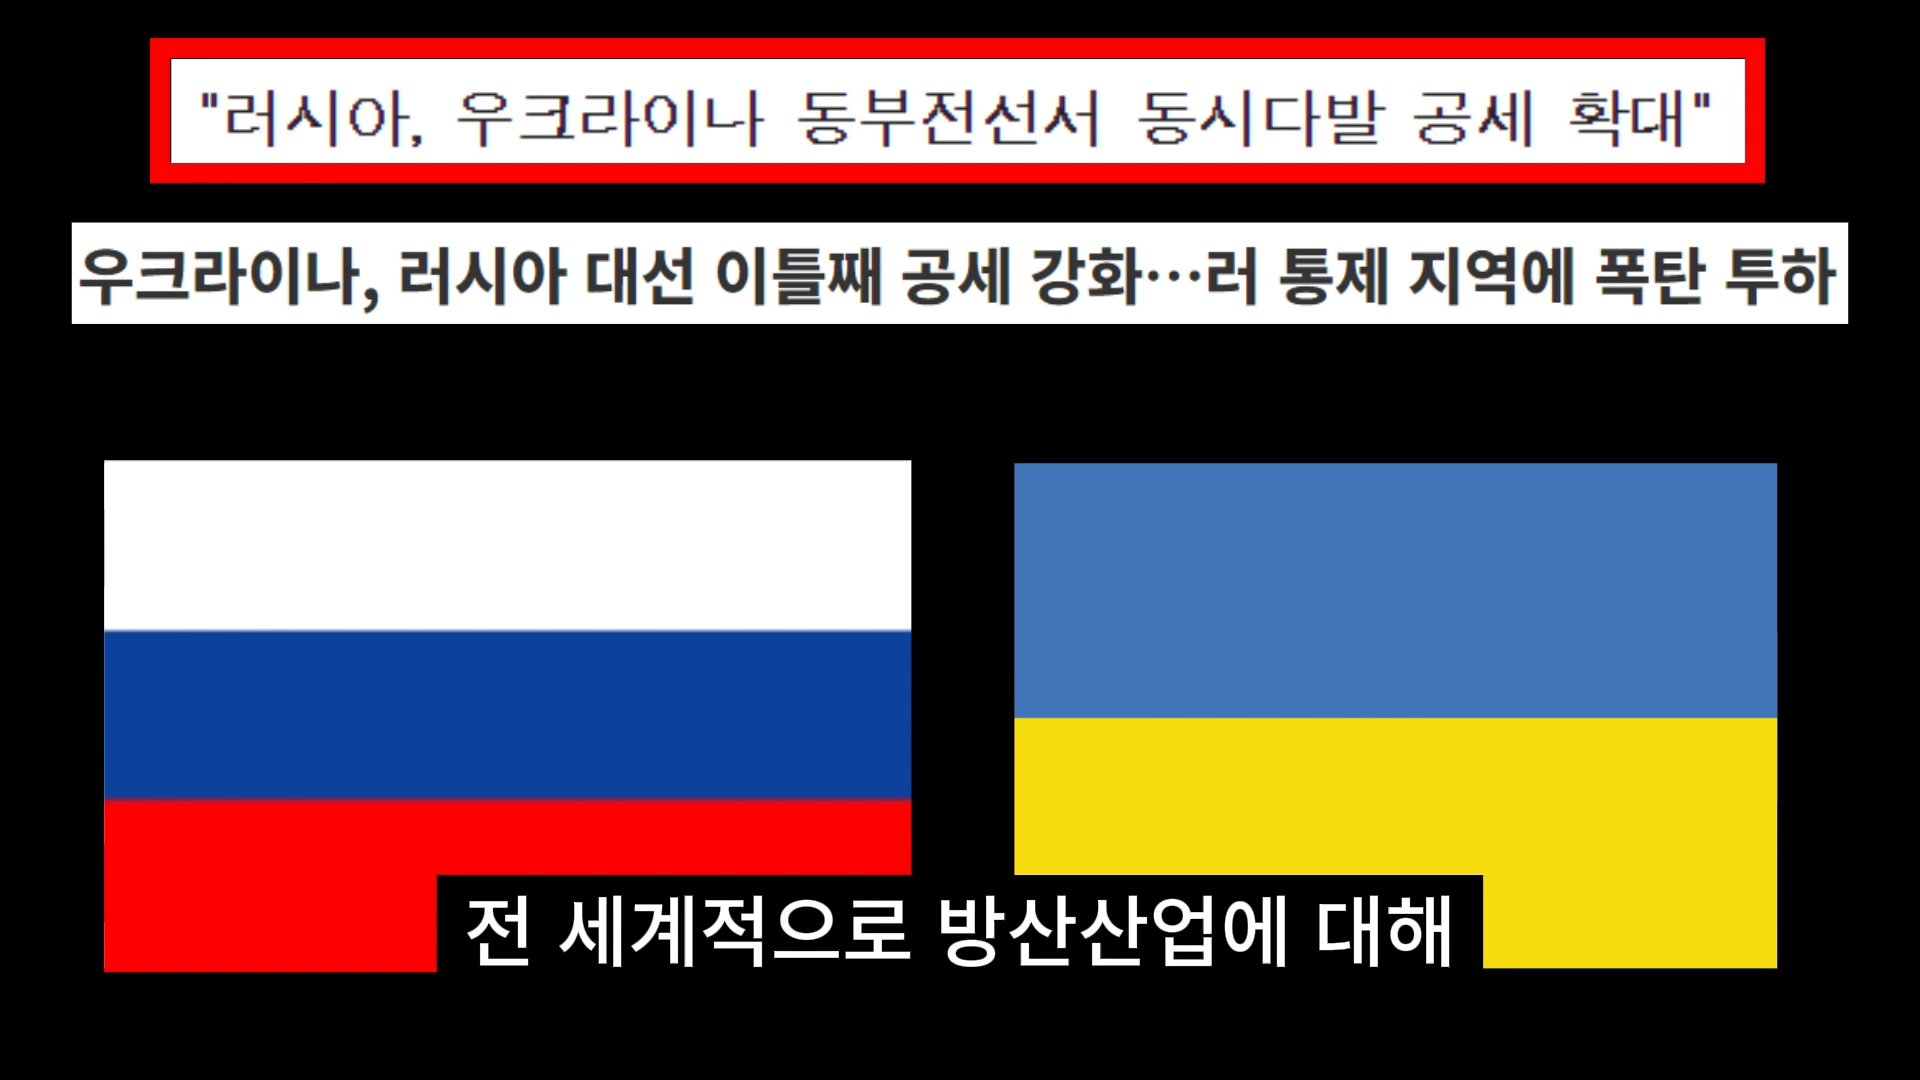 "러시아, 우크라이나 동부전선서 동시다발 공세 확대"
우크라이나, 러시아 대선 이틀째 공세 강화…러 통제 지역에 폭탄 투하
전 세계적으로 방산산업에 대해